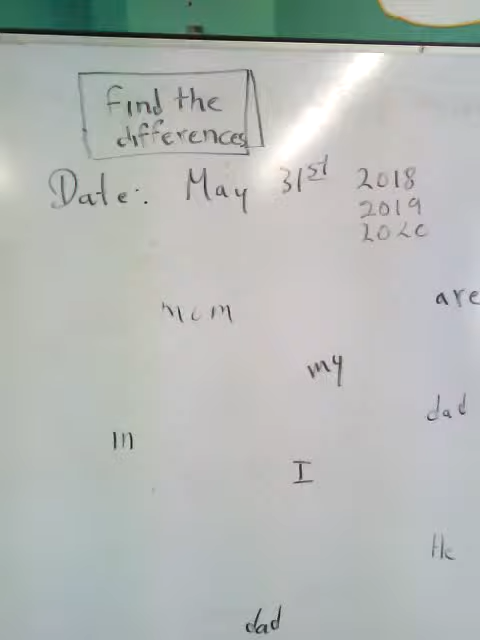 Find the
differences
Date: May 31st 2018
2019
2020
are
mom
my
dad
in
I
He
dad